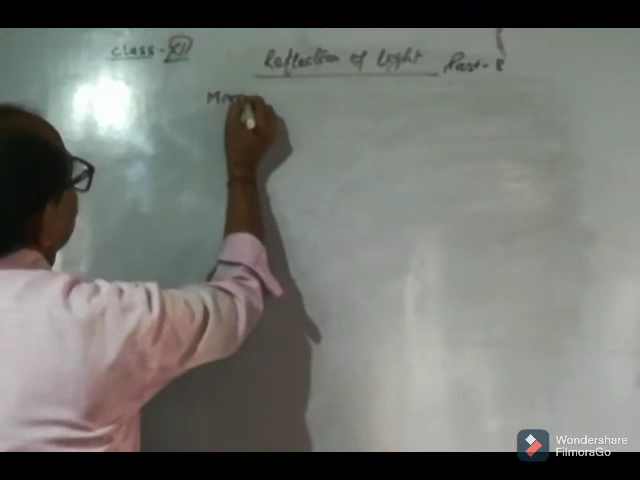 Class - XII
Reflection of light Part - 8
Wondershare
FilmoraGo